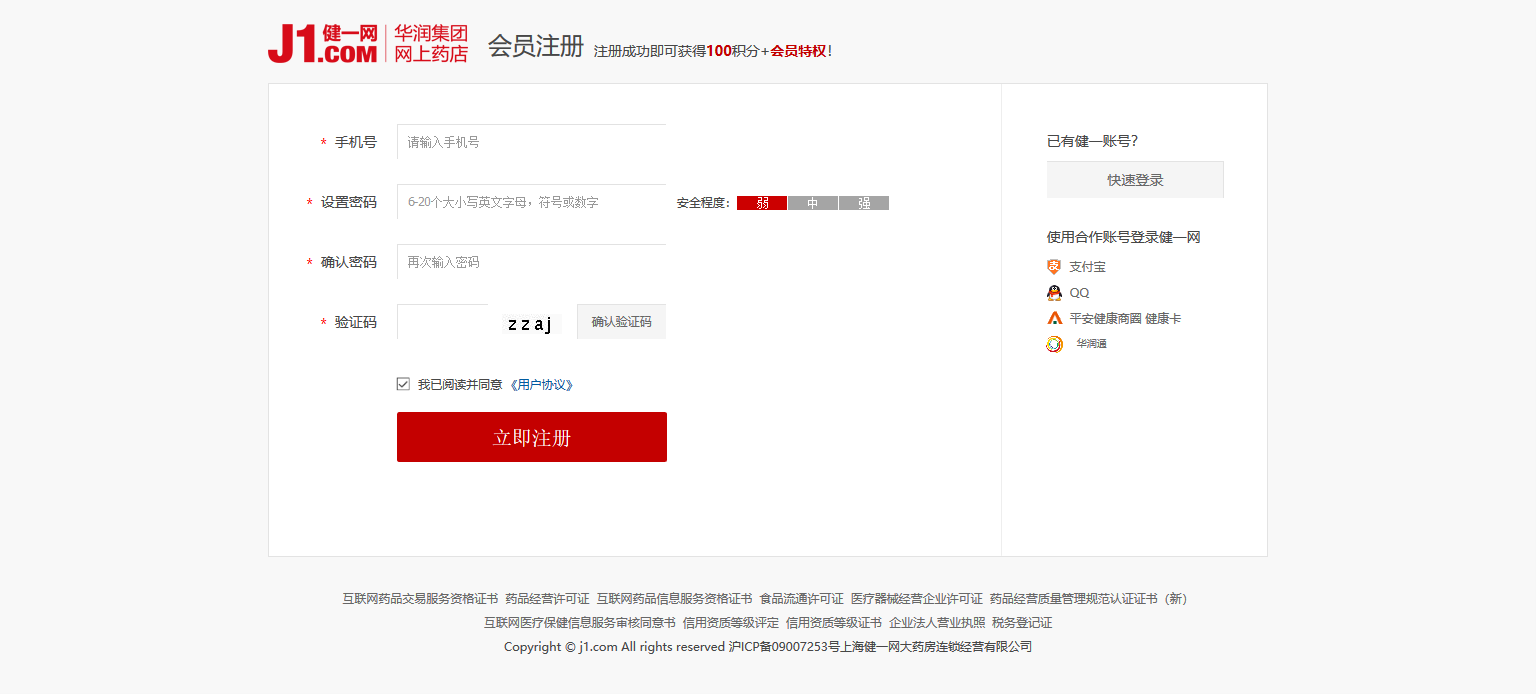 J1.COM 健一网 华润集团 网上药店
会员注册 注册成功即可获得100积分+会员特权！
* 手机号 请输入手机号
* 设置密码 6-20个大小写英文字母，符号或数字 安全程度： 弱 中 强
* 确认密码 再次输入密码
* 验证码 zzaj 确认验证码
我已阅读并同意 《用户协议》
立即注册
已有健一账号？
快速登录
使用合作账号登录健一网
支付宝
QQ
平安健康商圈 健康卡
华润通
互联网药品交易服务资格证书 药品经营许可证 互联网药品信息服务资格证书 食品流通许可证 医疗器械经营企业许可证 药品经营质量管理规范认证证书（新）
互联网医疗保健信息服务审核同意书 信用资质等级评定 信用资质等级证书 企业法人营业执照 税务登记证
Copyright © j1.com All rights reserved 沪ICP备09007253号上海健一网大药房连锁经营有限公司